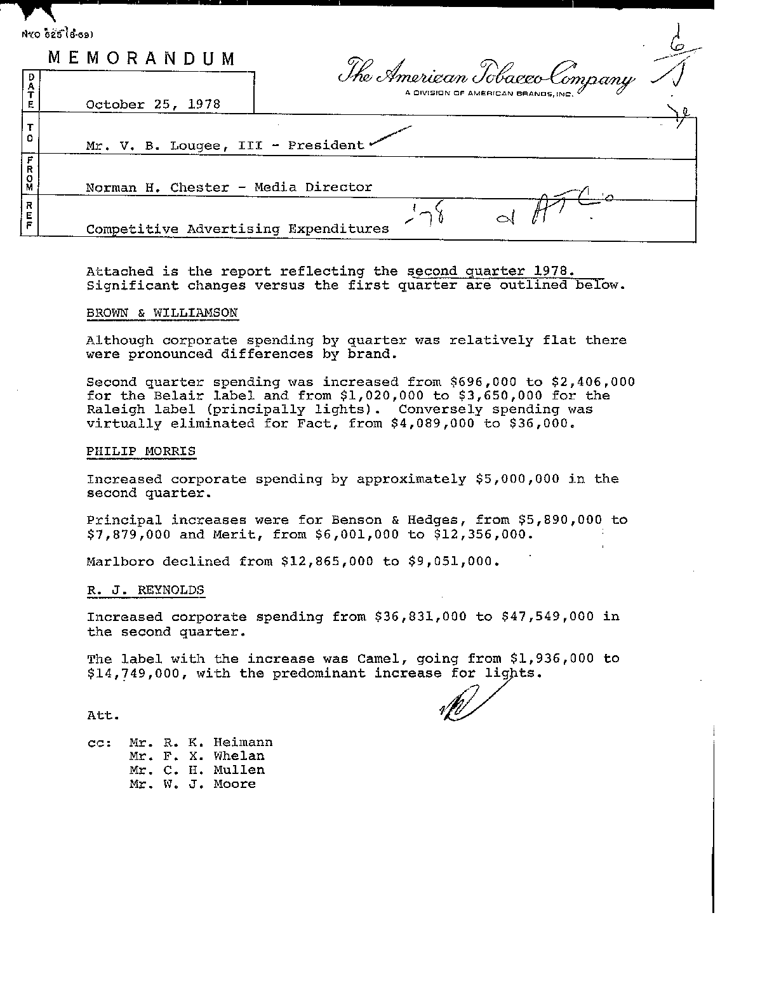 MEMORANDUM
The American Tobacco Company
A DIVISION OF AMERICAN BRANDS, INC.
DATE
October 25, 1978
TO
Mr. V. B. Lougee, III - President
FROM
Norman H. Chester - Media Director
REF
Competitive Advertising Expenditures
'78
ATCo
Attached is the report reflecting the second quarter 1978.
Significant changes versus the first quarter are outlined below.
BROWN & WILLIAMSON
Although corporate spending by quarter was relatively flat there
were pronounced differences by brand.
Second quarter spending was increased from $696,000 to $2,406,000
for the Belair label and from $1,020,000 to $3,650,000 for the
Raleigh label (principally lights). Conversely spending was
virtually eliminated for Fact, from $4,089,000 to $36,000.
PHILIP MORRIS
Increased corporate spending by approximately $5,000,000 in the
second quarter.
Principal increases were for Benson & Hedges, from $5,890,000 to
$7,879,000 and Merit, from $6,001,000 to $12,356,000.
Marlboro declined from $12,865,000 to $9,051,000.
R. J. REYNOLDS
Increased corporate spending from $36,831,000 to $47,549,000 in
the second quarter.
The label with the increase was Camel, going from $1,936,000 to
$14,749,000, with the predominant increase for lights.
Att.
cc: Mr. R. K. Heimann
Mr. F. X. Whelan
Mr. C. H. Mullen
Mr. W. J. Moore